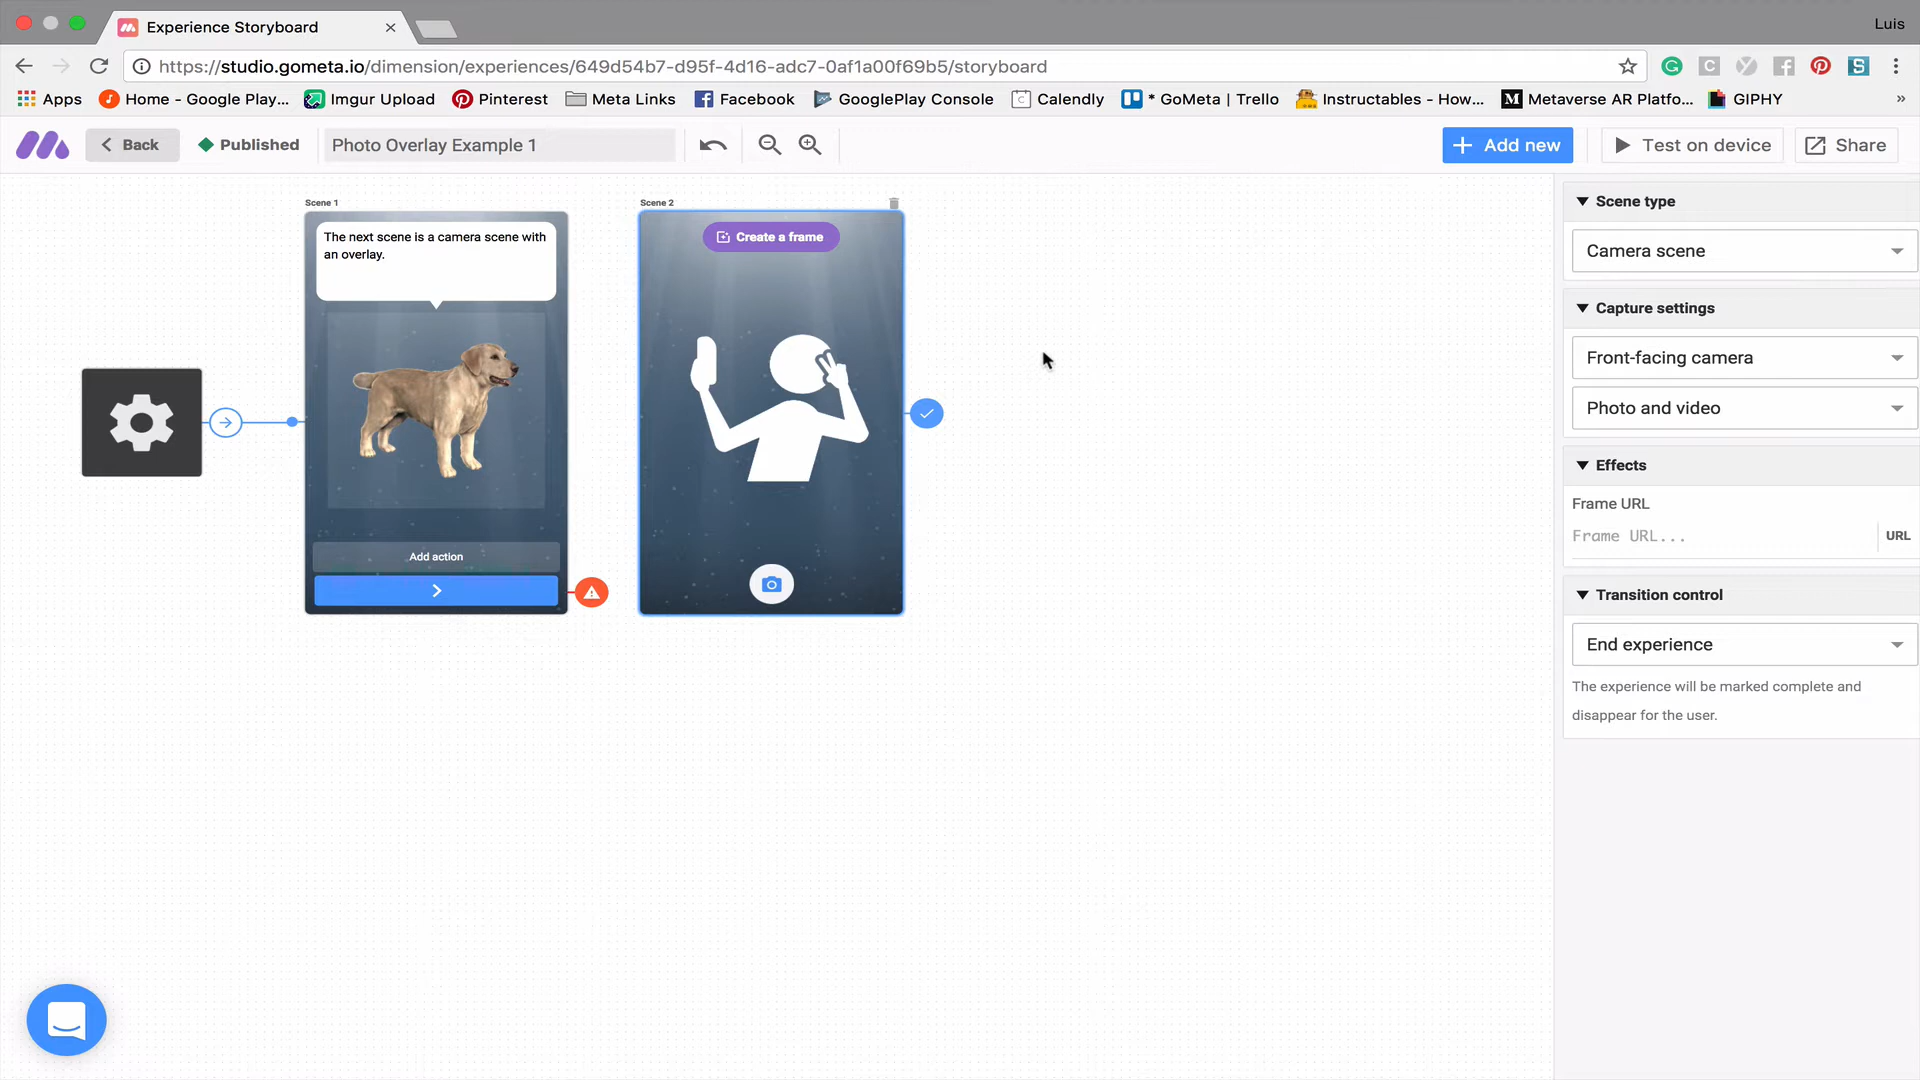 Experience Storyboard
Luis
https://studio.gometa.io/dimension/experiences/649d54b7-d95f-4d16-adc7-0af1a00f69b5/storyboard
Apps
Home - Google Play...
Imgur Upload
Pinterest
Meta Links
Facebook
GooglePlay Console
Calendly
* GoMeta | Trello
Instructables - How...
Metaverse AR Platfo...
GIPHY
Back
Published
Photo Overlay Example 1
Add new
Test on device
Share
Scene 1
The next scene is a camera scene with
an overlay.
Add action
Scene 2
Create a frame
Scene type
Camera scene
Capture settings
Front-facing camera
Photo and video
Effects
Frame URL
Frame URL...
URL
Transition control
End experience
The experience will be marked complete and
disappear for the user.